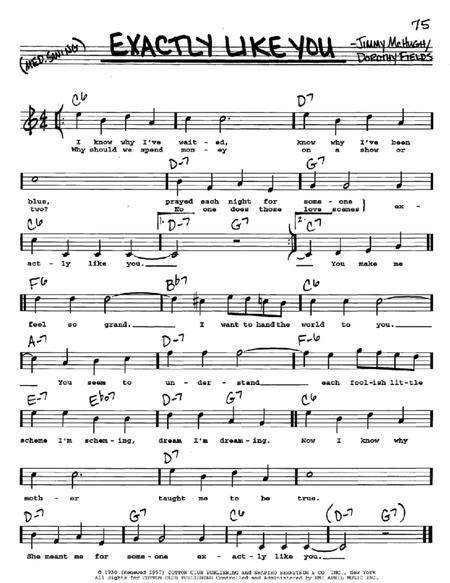 75
(MED. SWING)
EXACTLY LIKE YOU
-JIMMY McHUGH/
DOROTHY FIELDS
C6 D7
I know why I've wait - ed, know why I've been
Why should we spend mon - ey on a show or
D-7 G7
blue, prayed each night for some - one ex-
two? No one does those love scenes
C6 1. D-7 G7 2. C7
act - ly like you. You make me
F6 Bb7 C6
feel so grand. I want to hand the world to you.
A-7 D-7 F-6
You seem to un - der - stand each fool-ish lit-tle
E-7 Eb07 D-7 G7 C6
scheme I'm schem - ing, dream I'm dream - ing. Now I know why
D7
moth - er taught me to be true.
D-7 G7 C6 (D-7 G7)
She meant me for some - one ex - act - ly like you.
© 1930 (Renewed 1957) COTTON CLUB PUBLISHING and SHAPIRO BERNSTEIN & CO. INC., New York
All Rights for COTTON CLUB PUBLISHING Controlled and Administered by EMI APRIL MUSIC INC.